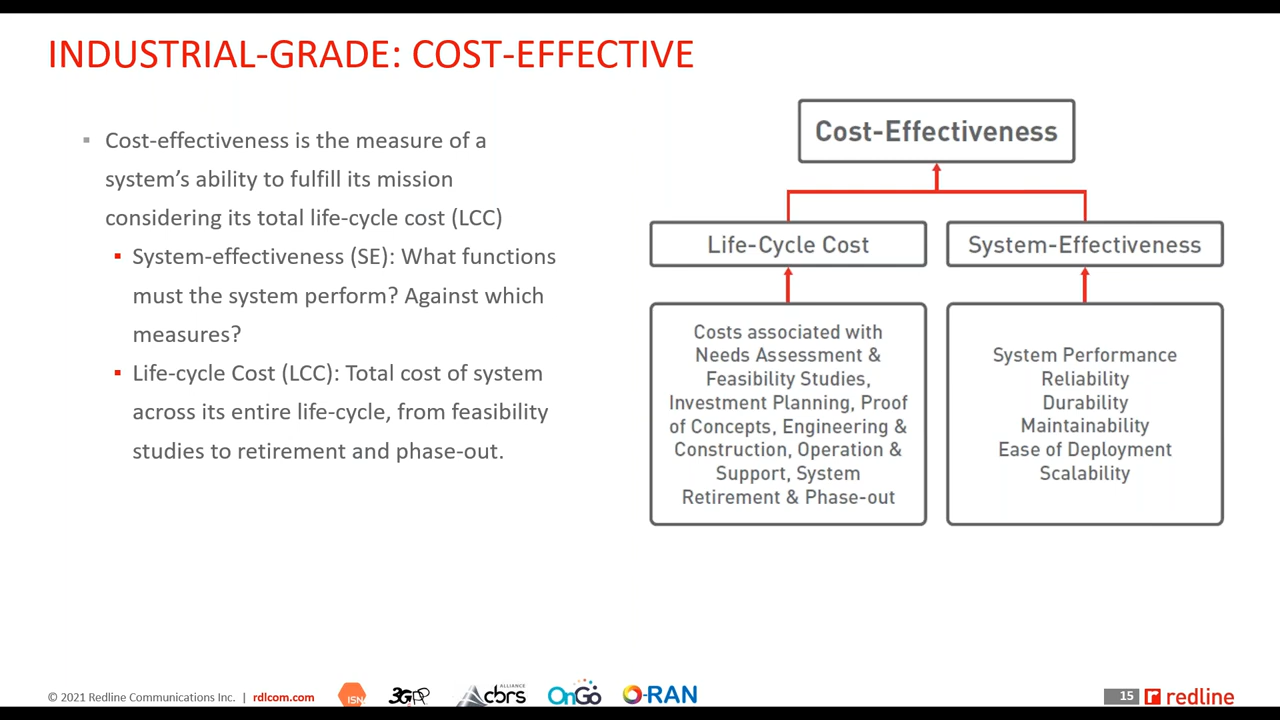 INDUSTRIAL-GRADE: COST-EFFECTIVE
Cost-effectiveness is the measure of a
system's ability to fulfill its mission
considering its total life-cycle cost (LCC)
System-effectiveness (SE): What functions
must the system perform? Against which
measures?
Life-cycle Cost (LCC): Total cost of system
across its entire life-cycle, from feasibility
studies to retirement and phase-out.
Cost-Effectiveness
Life-Cycle Cost
System-Effectiveness
Costs associated with
Needs Assessment &
Feasibility Studies,
Investment Planning, Proof
of Concepts, Engineering &
Construction, Operation &
Support, System
Retirement & Phase-out
System Performance
Reliability
Durability
Maintainability
Ease of Deployment
Scalability
© 2021 Redline Communications Inc. | rdlcom.com
ISN
3GPP
ALLIANCE
cbrs
OnGo
O-RAN
15
redline